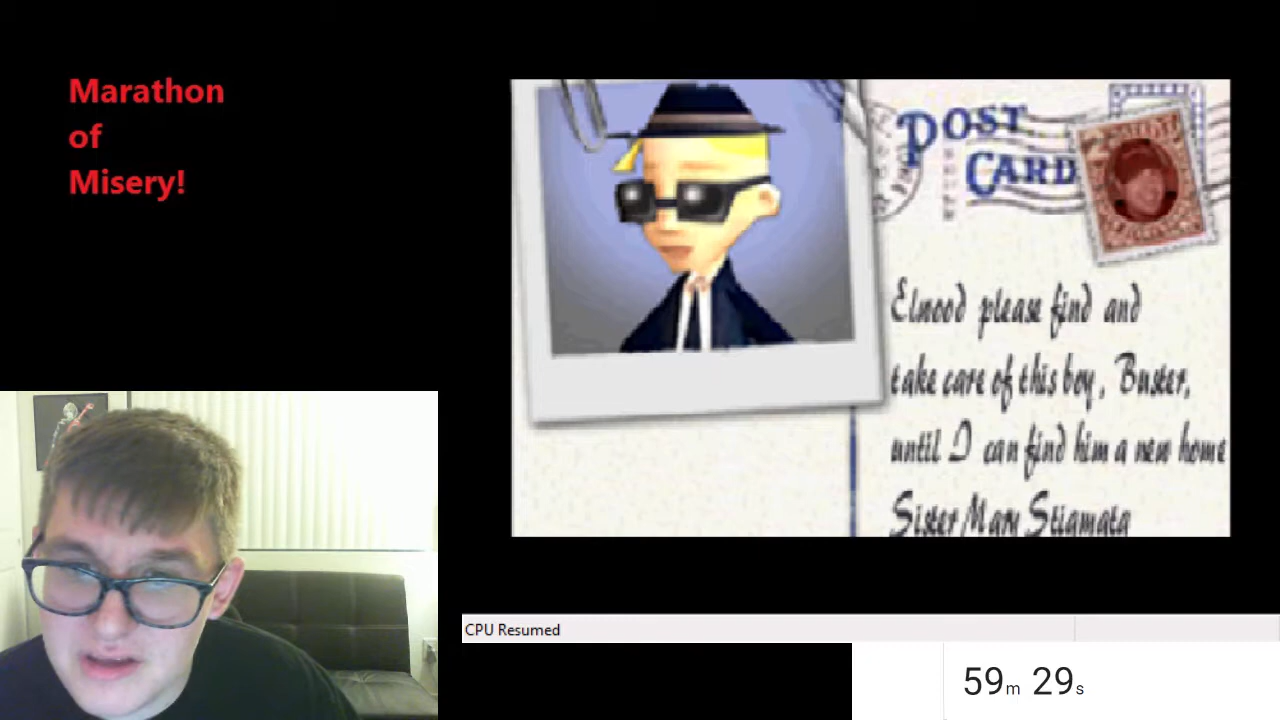 Marathon
of
Misery!
POST
CARD
Elwood please find and
take care of this boy, Buster,
until I can find him a new home
Sister Mary Stigmata
CPU Resumed
59m 29s